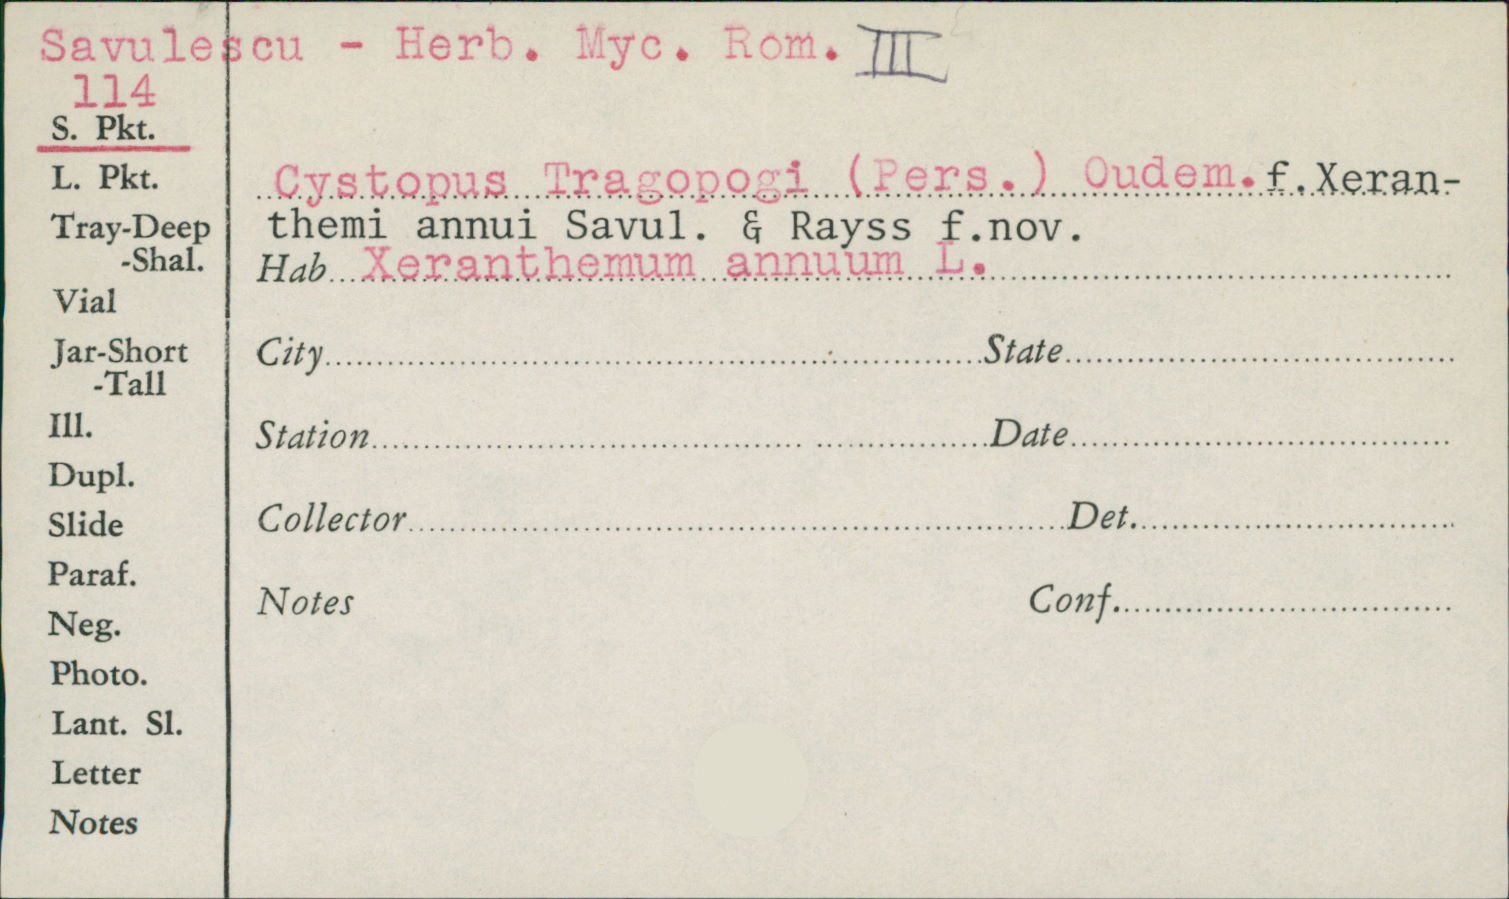 Savulescu - Herb. Myc. Rom. III
114
S. Pkt.
L. Pkt.
Tray-Deep
-Shal.
Vial
Jar-Short
-Tall
Ill.
Dupl.
Slide
Paraf.
Neg.
Photo.
Lant. Sl.
Letter
Notes
Cystopus Tragopogi (Pers.) Oudem. f.Xeran-
themi annui Savul. & Rayss f.nov.
Hab Xeranthemum annuum L.
City State
Station Date
Collector Det.
Notes Conf.